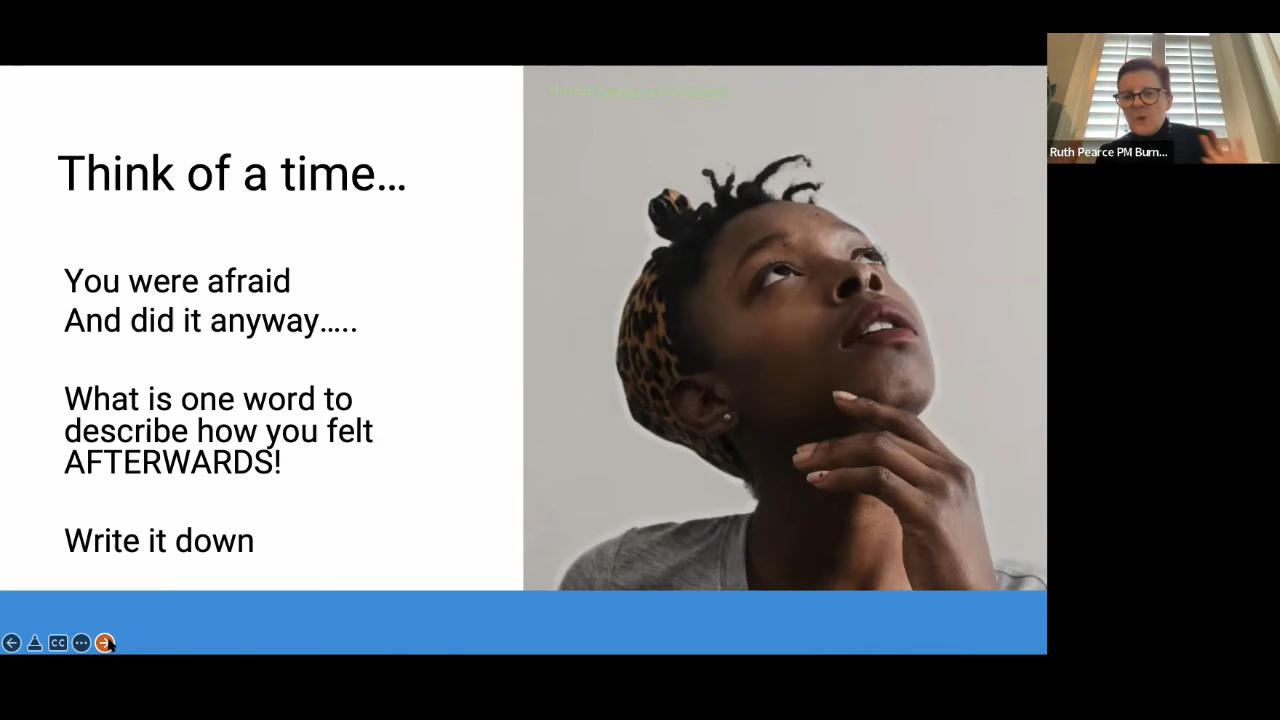 Think of a time…
You were afraid
And did it anyway…..
What is one word to
describe how you felt
AFTERWARDS!
Write it down
Ruth Pearce PM Burn...
CC